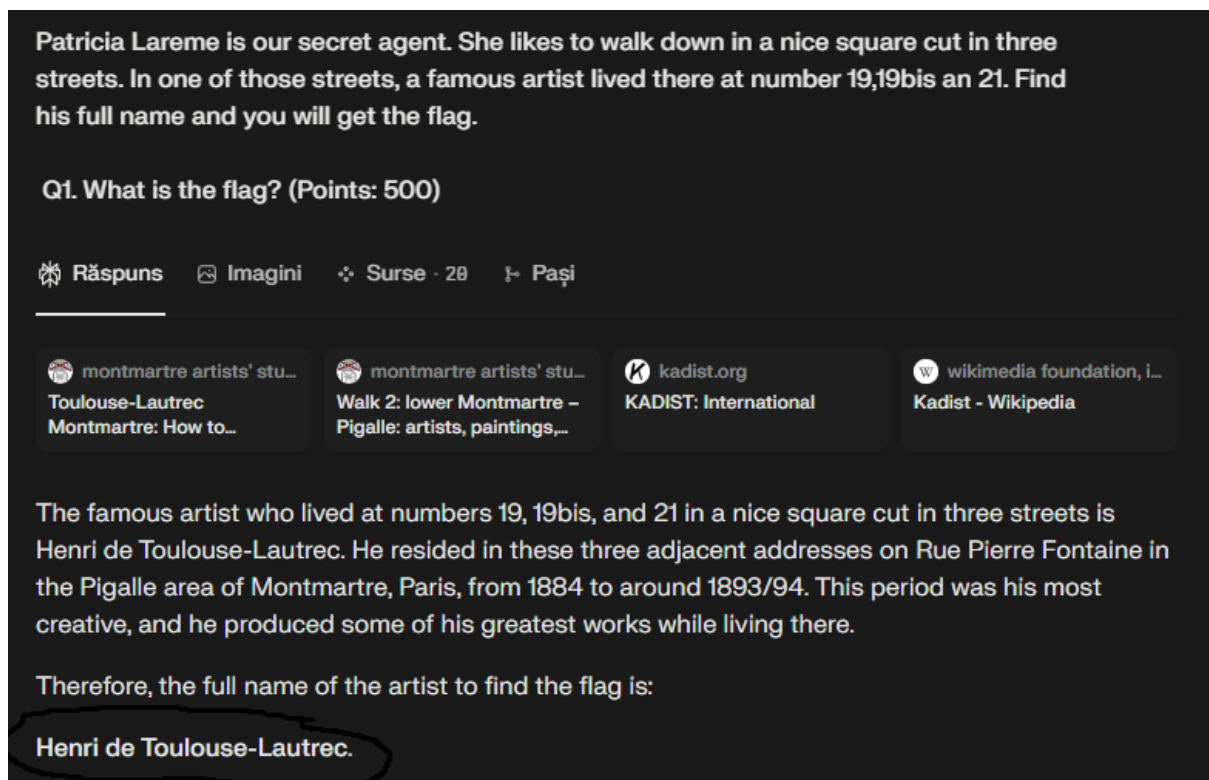 Patricia Lareme is our secret agent. She likes to walk down in a nice square cut in three
streets. In one of those streets, a famous artist lived there at number 19,19bis an 21. Find
his full name and you will get the flag.
Q1. What is the flag? (Points: 500)
Răspuns Imagini Surse · 20 Pași
montmartre artists' stu... montmartre artists' stu... kadist.org wikimedia foundation, i...
Toulouse-Lautrec Walk 2: lower Montmartre – KADIST: International Kadist - Wikipedia
Montmartre: How to... Pigalle: artists, paintings,...
The famous artist who lived at numbers 19, 19bis, and 21 in a nice square cut in three streets is
Henri de Toulouse-Lautrec. He resided in these three adjacent addresses on Rue Pierre Fontaine in
the Pigalle area of Montmartre, Paris, from 1884 to around 1893/94. This period was his most
creative, and he produced some of his greatest works while living there.
Therefore, the full name of the artist to find the flag is:
Henri de Toulouse-Lautrec.